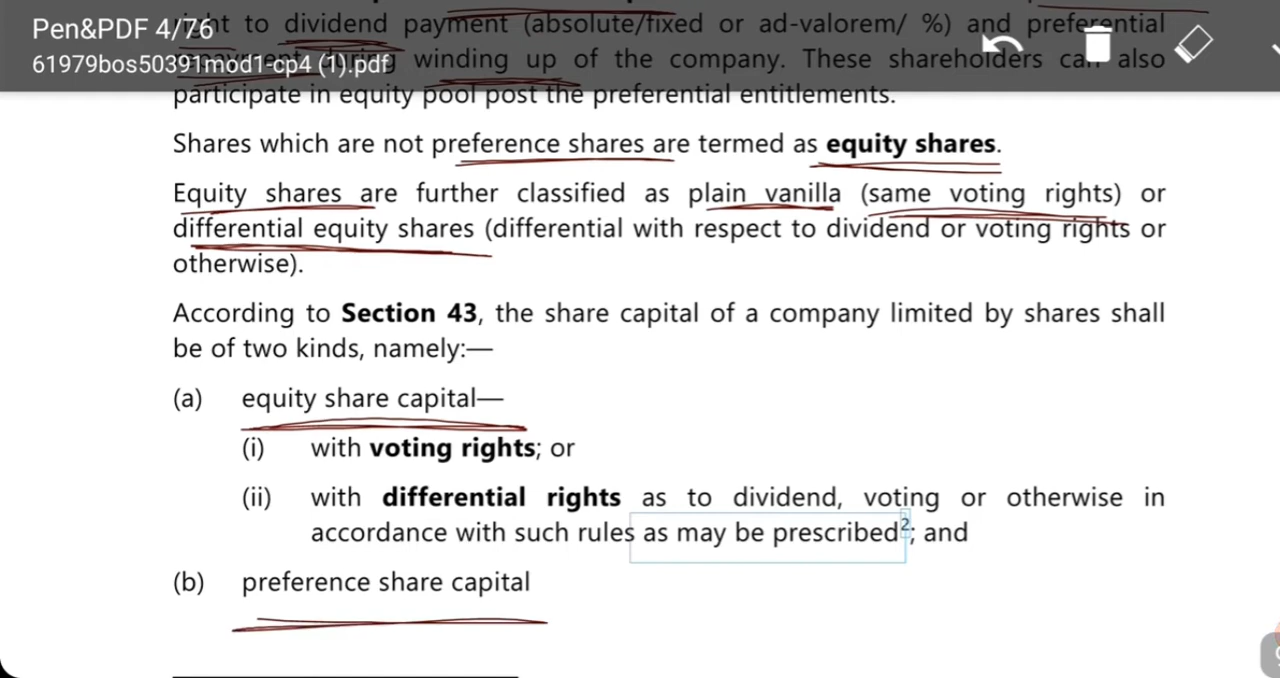 right to dividend payment (absolute/fixed or ad-valorem/ %) and preferential
Pen&PDF 4/76
winding up of the company. These shareholders can also
61979bos50391mod1-cp4 (1).pdf
participate in equity pool post the preferential entitlements.
Shares which are not preference shares are termed as equity shares.
Equity shares are further classified as plain vanilla (same voting rights) or
differential equity shares (differential with respect to dividend or voting rights or
otherwise).
According to Section 43, the share capital of a company limited by shares shall
be of two kinds, namely:—
(a) equity share capital—
(i) with voting rights; or
(ii) with differential rights as to dividend, voting or otherwise in
accordance with such rules as may be prescribed2; and
(b) preference share capital